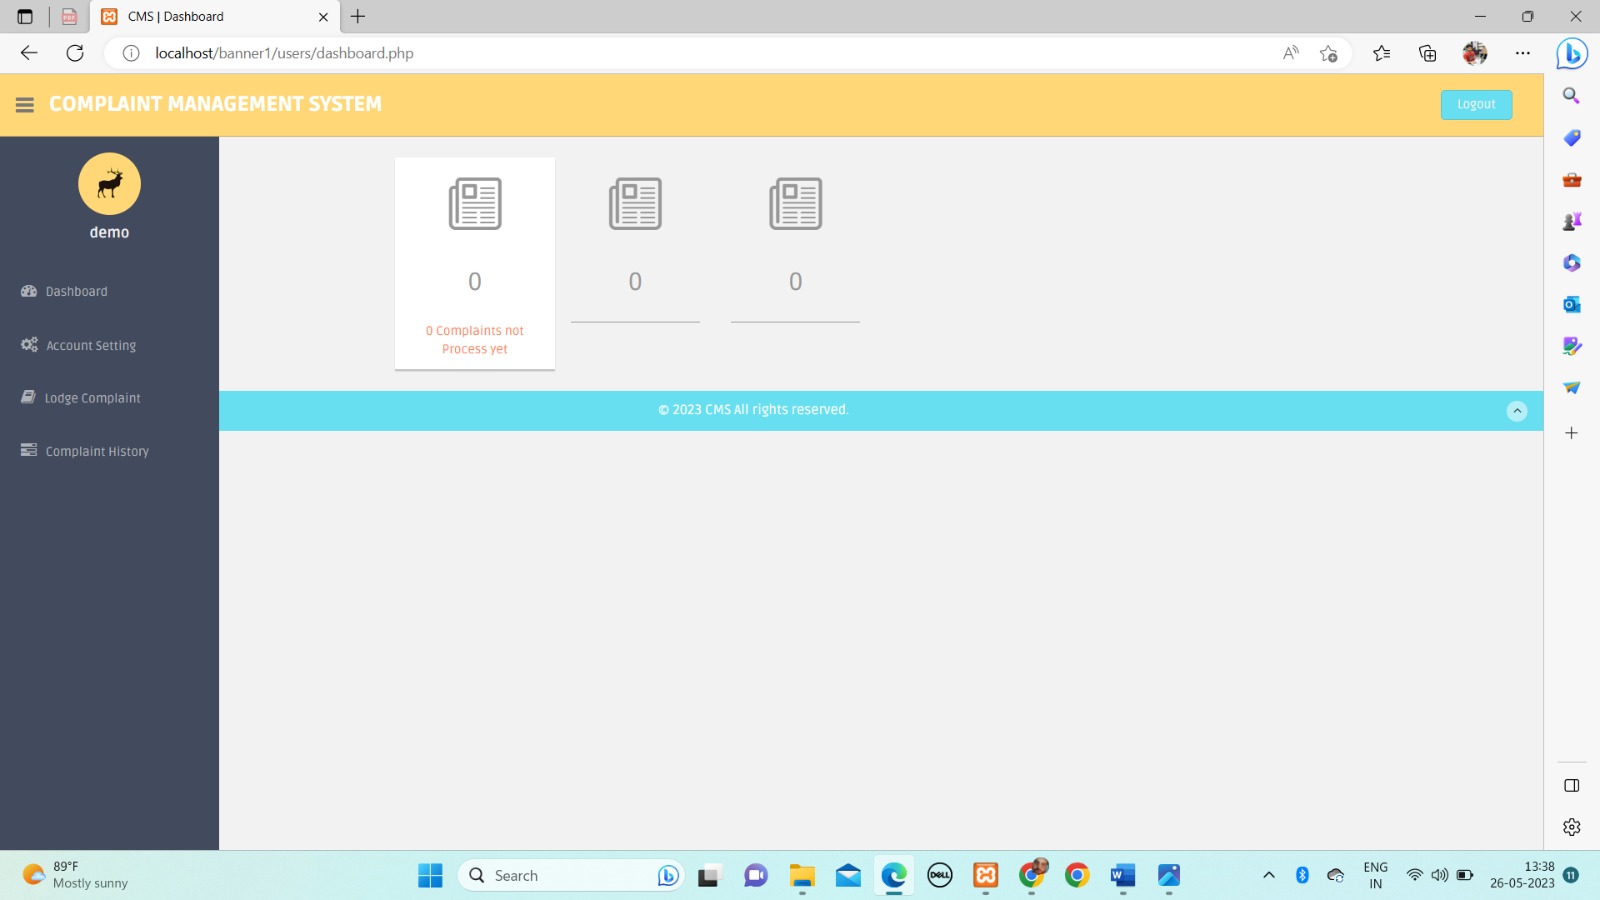 CMS | Dashboard
localhost/banner1/users/dashboard.php
COMPLAINT MANAGEMENT SYSTEM
Logout
demo
Dashboard
Account Setting
Lodge Complaint
Complaint History
0
0
0
0 Complaints not
Process yet
© 2023 CMS All rights reserved.
89°F
Mostly sunny
Search
DELL
ENG
IN
13:38
26-05-2023
11